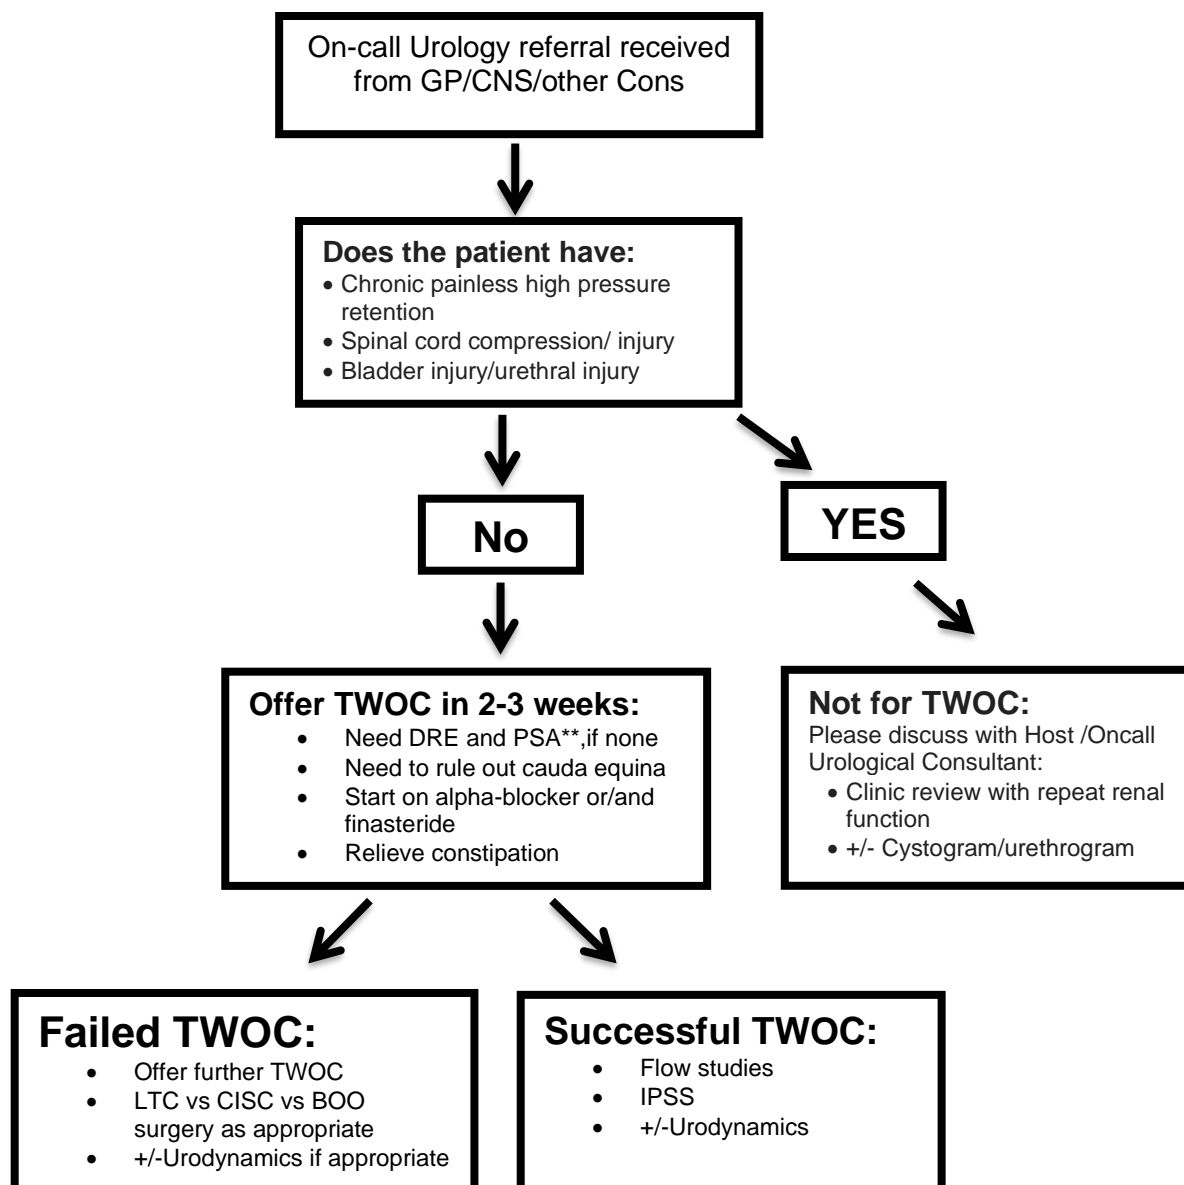 On-call Urology referral received
from GP/CNS/other Cons
Does the patient have:
• Chronic painless high pressure
retention
• Spinal cord compression/ injury
• Bladder injury/urethral injury
No
YES
Offer TWOC in 2-3 weeks:
• Need DRE and PSA**,if none
• Need to rule out cauda equina
• Start on alpha-blocker or/and
finasteride
• Relieve constipation
Not for TWOC:
Please discuss with Host /Oncall
Urological Consultant:
• Clinic review with repeat renal
function
• +/- Cystogram/urethrogram
Failed TWOC:
• Offer further TWOC
• LTC vs CISC vs BOO
surgery as appropriate
• +/-Urodynamics if appropriate
Successful TWOC:
• Flow studies
• IPSS
• +/-Urodynamics